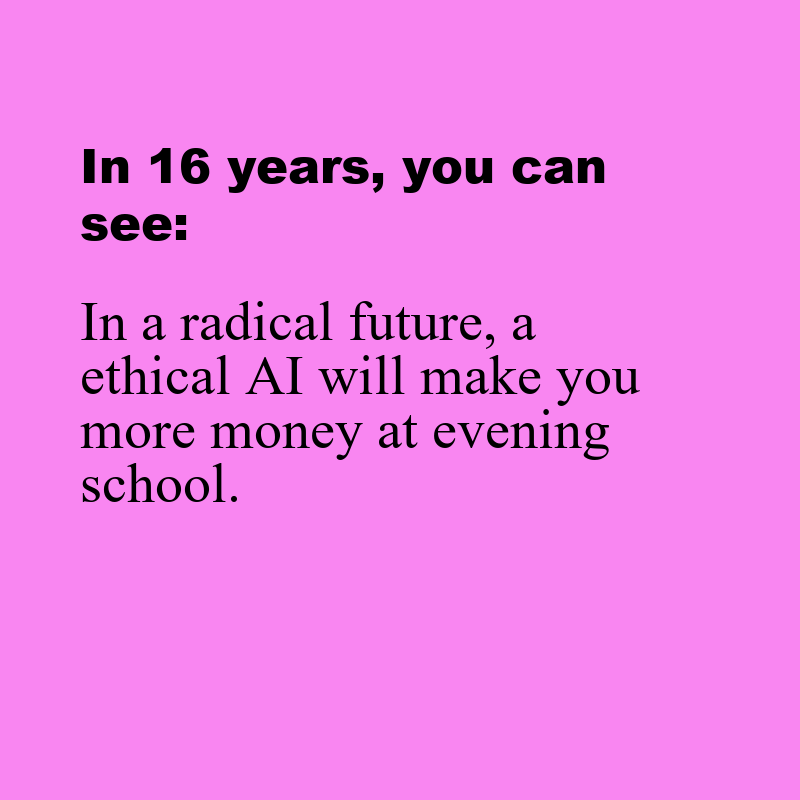 In 16 years, you can
see:
In a radical future, a
ethical AI will make you
more money at evening
school.